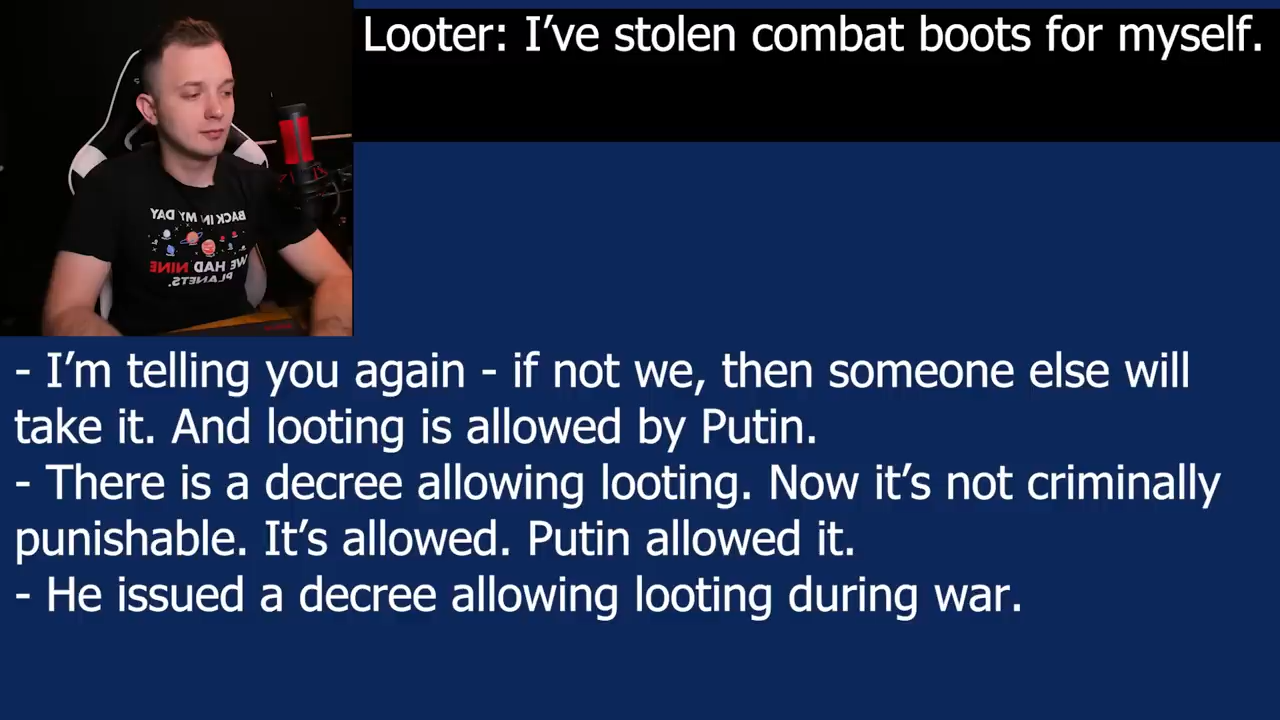 Looter: I’ve stolen combat boots for myself.
BACK IN MY DAY
WE HAD NINE
PLANETS.
- I’m telling you again - if not we, then someone else will
take it. And looting is allowed by Putin.
- There is a decree allowing looting. Now it’s not criminally
punishable. It’s allowed. Putin allowed it.
- He issued a decree allowing looting during war.